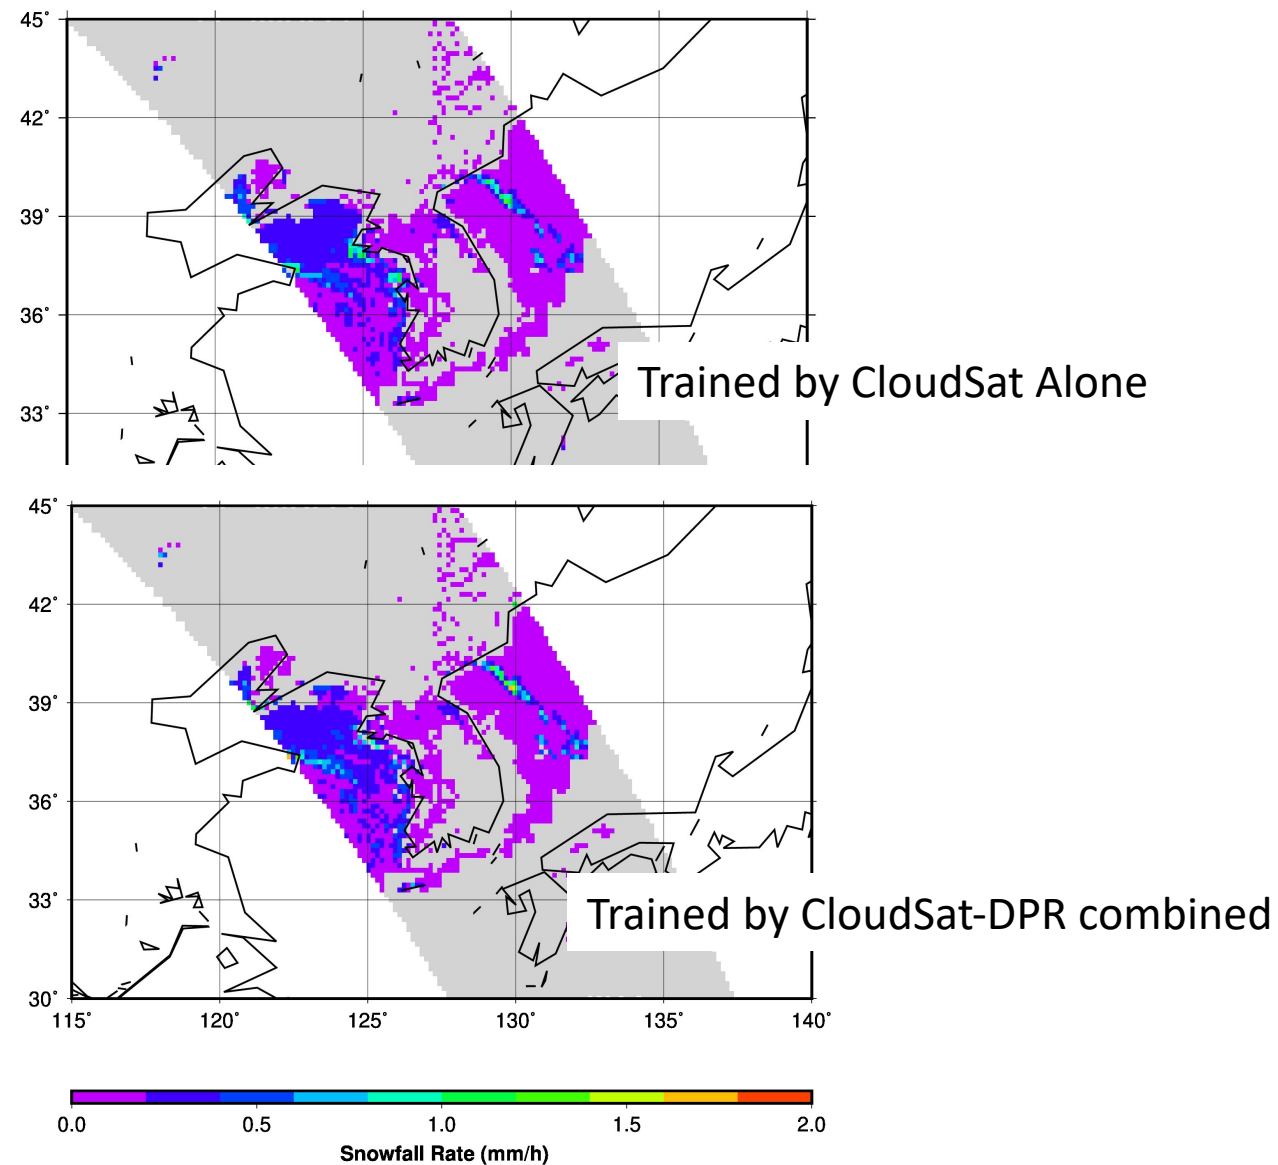 45°
42°
39°
36°
33°
Trained by CloudSat Alone
45°
42°
39°
36°
33°
30°
Trained by CloudSat-DPR combined
115° 120° 125° 130° 135° 140°
0.0 0.5 1.0 1.5 2.0
Snowfall Rate (mm/h)